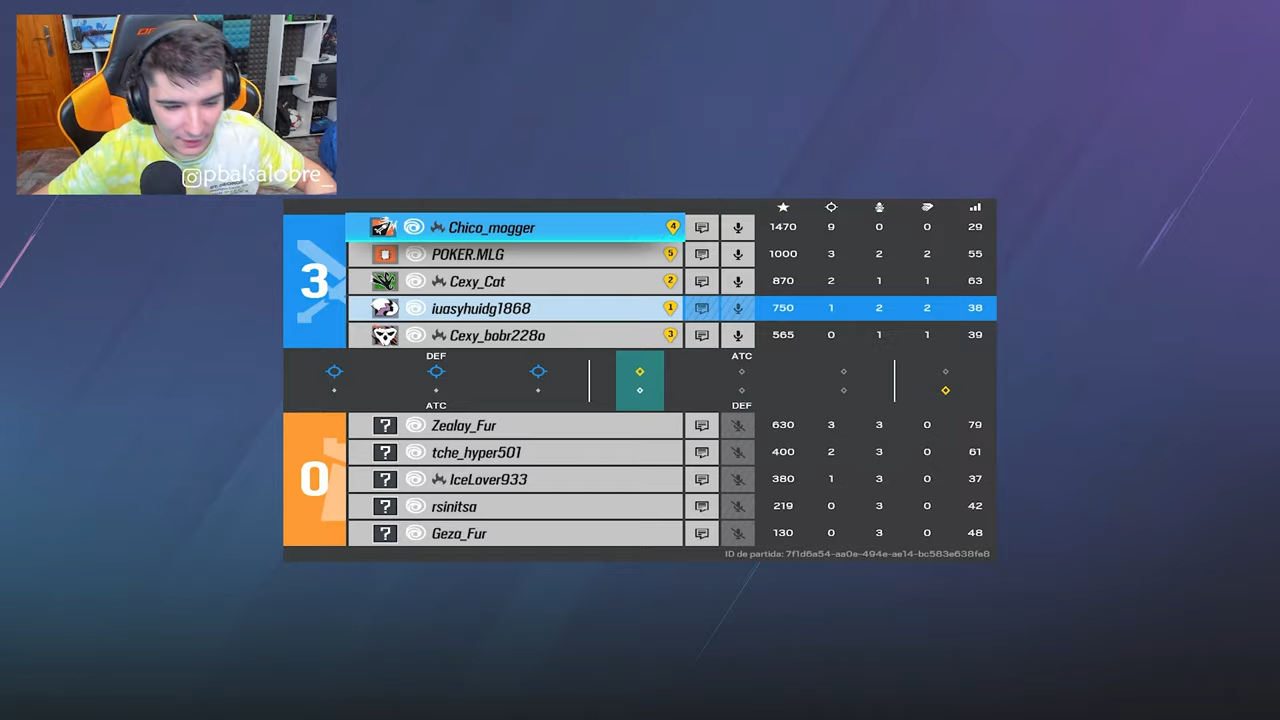 pbalsalobre_
3
Chico_mogger 4 1470 9 0 0 29
POKER.MLG 5 1000 3 2 2 55
Cexy_Cat 2 870 2 1 1 63
iuasyhuidg1868 1 750 1 2 2 38
Cexy_bobr228o 3 565 0 1 1 39
DEF ATC
ATC DEF
0
Zealay_Fur 630 3 3 0 79
tche_hyper501 400 2 3 0 61
IceLover933 380 1 3 0 37
rsinitsa 219 0 3 0 42
Geza_Fur 130 0 3 0 48
ID de partida: 7f1d6a54-aa0e-494e-ae14-bc583e638fe8